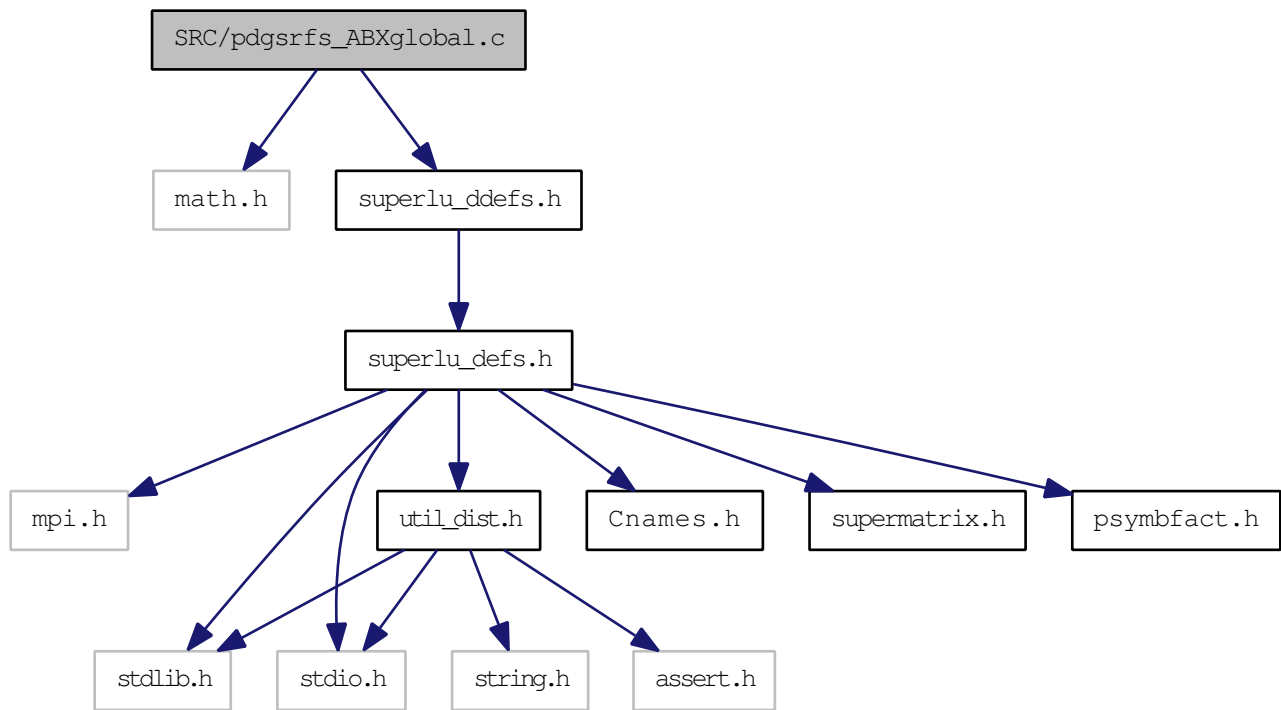 SRC/pdgsrfs_ABXglobal.c
math.h
superlu_ddefs.h
superlu_defs.h
mpi.h
util_dist.h
Cnames.h
supermatrix.h
psymbfact.h
stdlib.h
stdio.h
string.h
assert.h